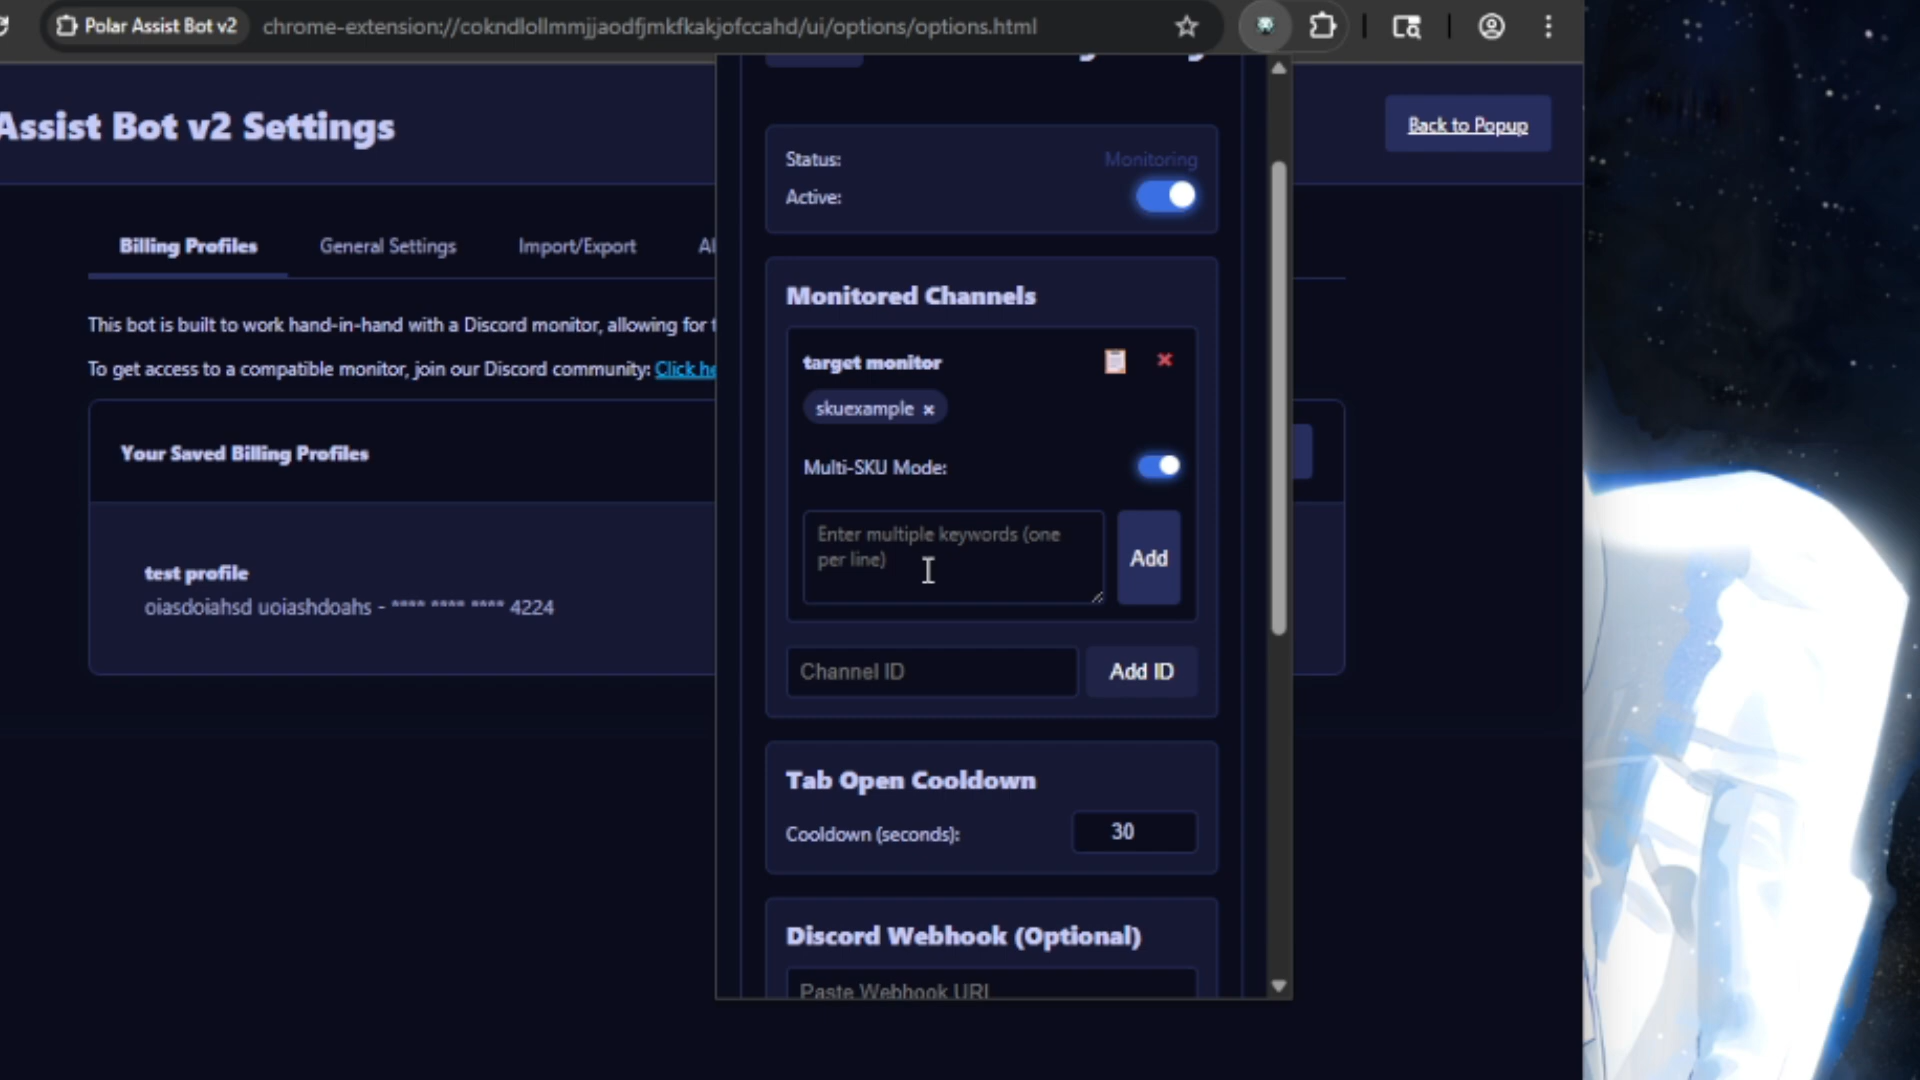 Polar Assist Bot v2
chrome-extension://cokndlollmmjjaodfjmkfkakjofccahd/ui/options/options.html
Assist Bot v2 Settings
Back to Popup
Billing Profiles
General Settings
Import/Export
Al
This bot is built to work hand-in-hand with a Discord monitor, allowing for t
To get access to a compatible monitor, join our Discord community: Click he
Your Saved Billing Profiles
test profile
oiasdoiahsd uoiashdoahs - **** **** **** 4224
Status:
Monitoring
Active:
Monitored Channels
target monitor
skuexample ×
Multi-SKU Mode:
Enter multiple keywords (one
per line)
Add
Channel ID
Add ID
Tab Open Cooldown
Cooldown (seconds):
30
Discord Webhook (Optional)
Paste Webhook URL